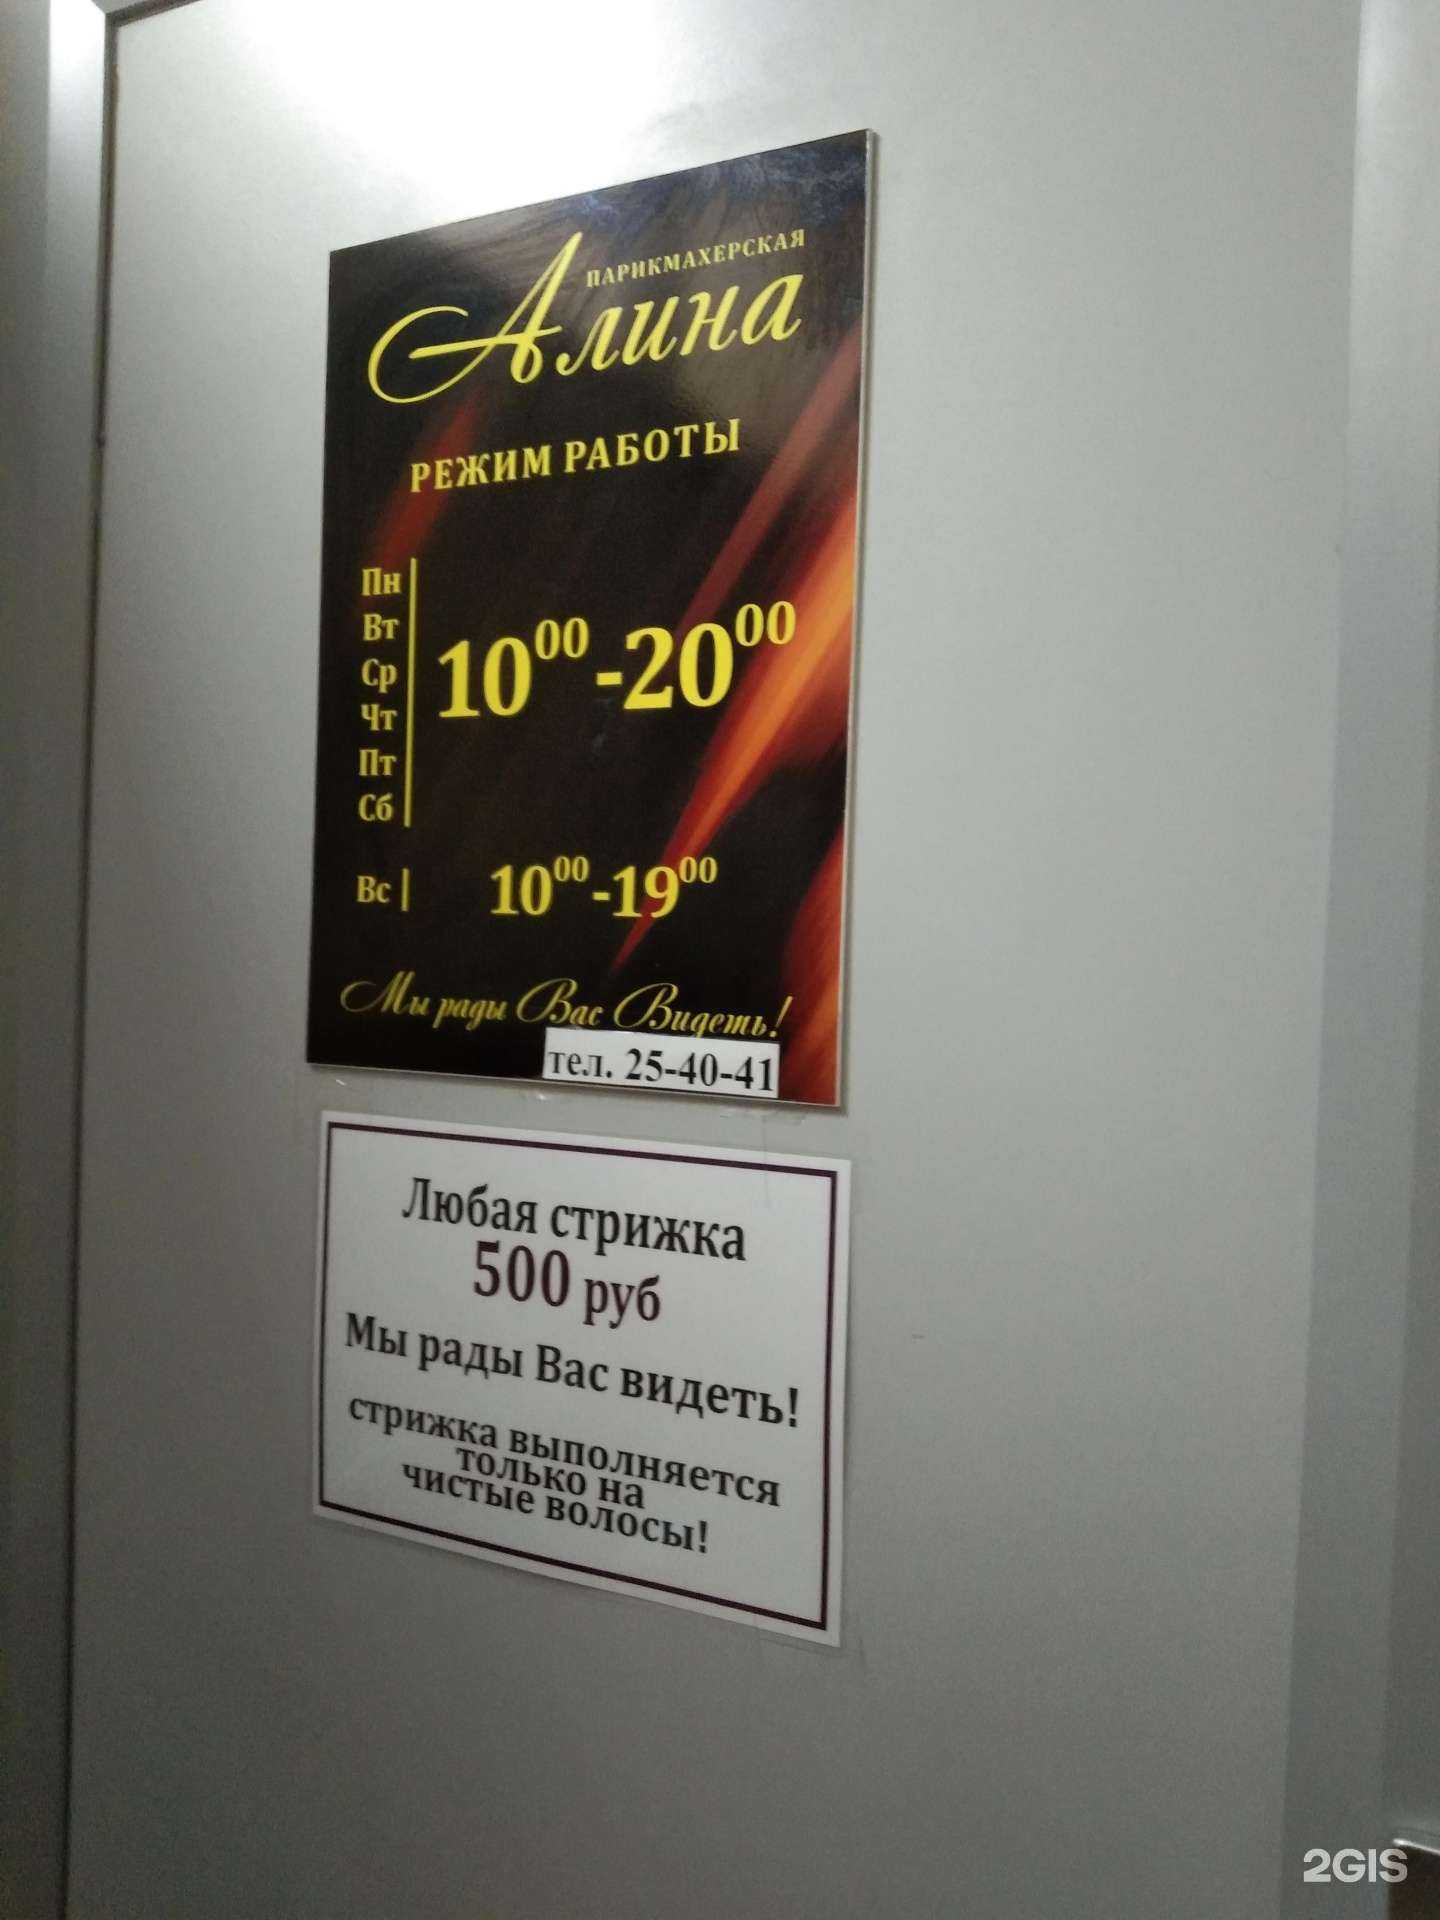 ПАРИКМАХЕРСКАЯ
Алина
РЕЖИМ РАБОТЫ
Пн
Вт
Ср
Чт
Пт
Сб
10⁰⁰-20⁰⁰
Вс 10⁰⁰-19⁰⁰
Мы рады Вас Видеть!
тел. 25-40-41
Любая стрижка
500 руб
Мы рады Вас видеть!
стрижка выполняется
только на
чистые волосы!
2GIS